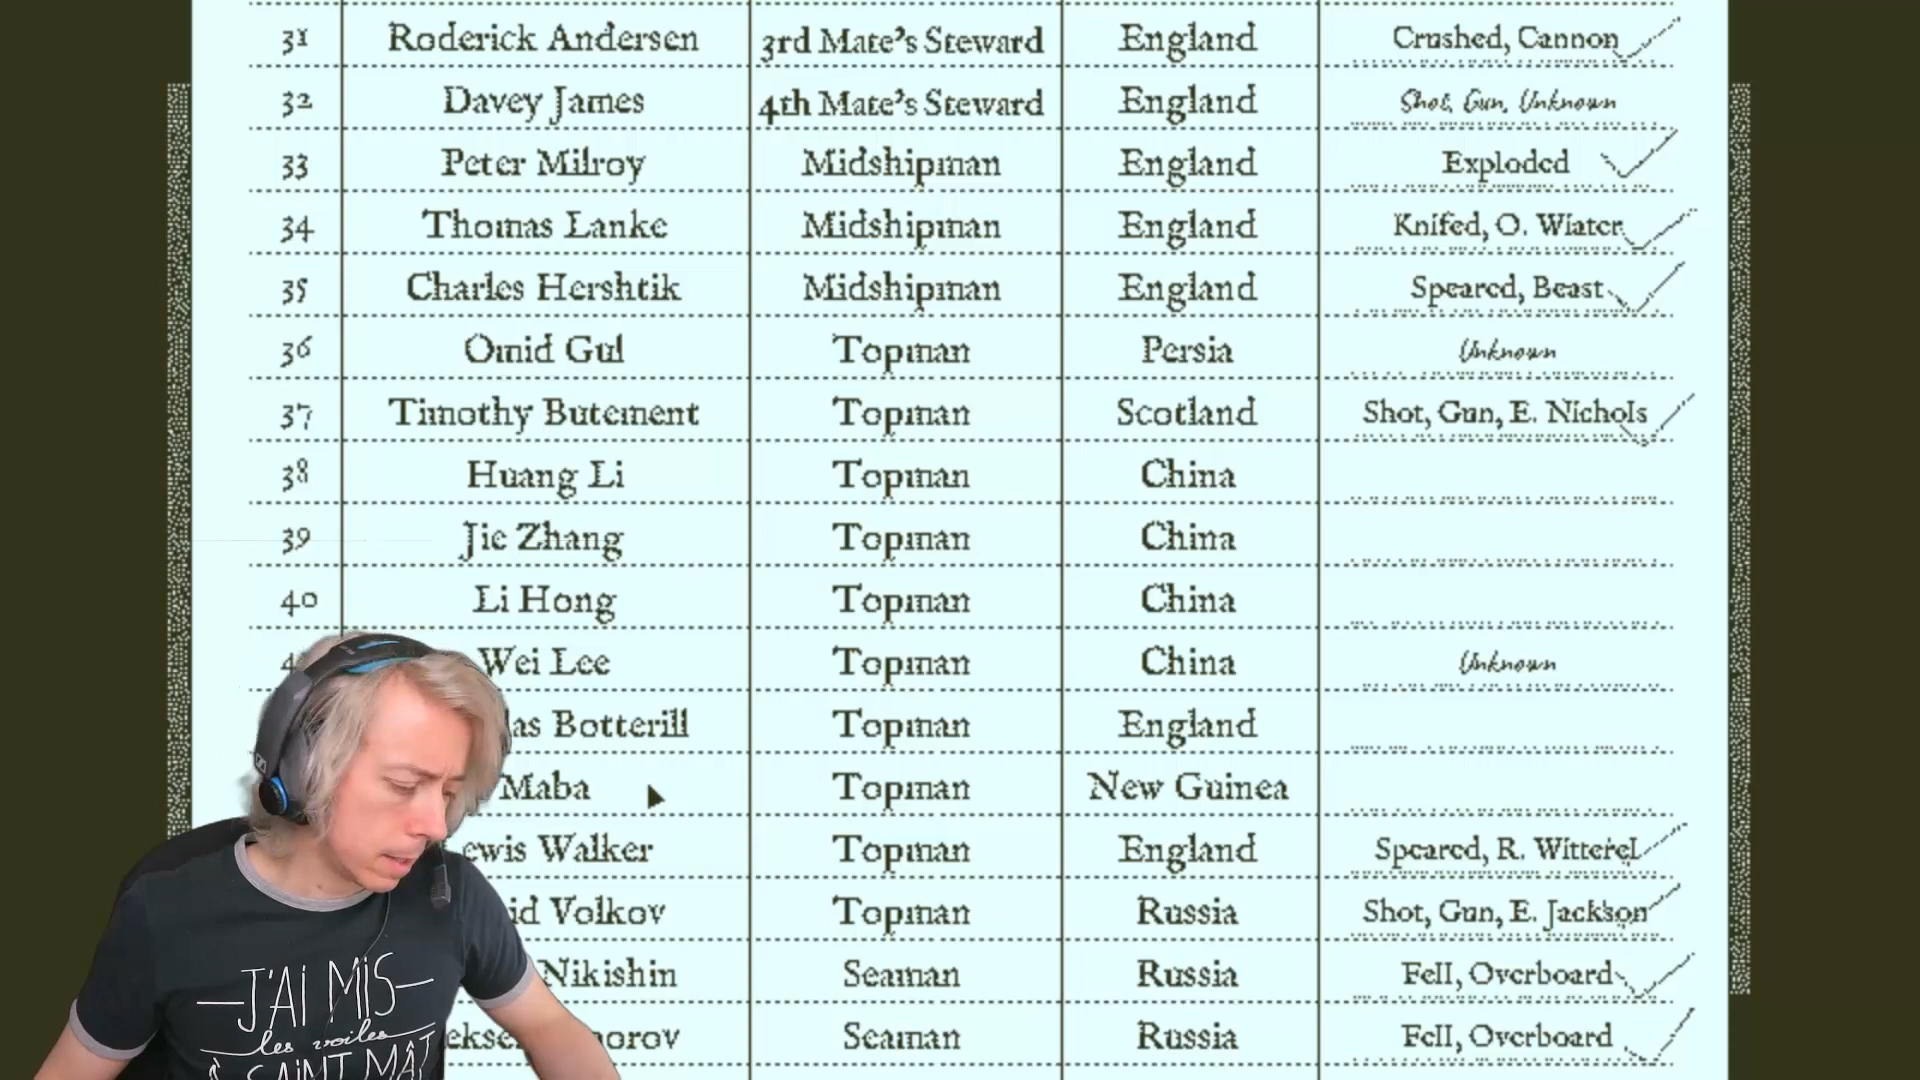 31 Roderick Andersen 3rd Mate's Steward England Crushed, Cannon
32 Davey James 4th Mate's Steward England Shot, Gun, Unknown
33 Peter Milroy Midshipman England Exploded
34 Thomas Lanke Midshipman England Knifed, O. Wiater
35 Charles Hershtik Midshipman England Speared, Beast
36 Omid Gul Topman Persia Unknown
37 Timothy Butement Topman Scotland Shot, Gun, E. Nichols
38 Huang Li Topman China
39 Jie Zhang Topman China
40 Li Hong Topman China
Wei Lee Topman China Unknown
Botterill Topman England
Maba Topman New Guinea
Walker Topman England Speared, R. Witterel
Volkov Topman Russia Shot, Gun, E. Jackson
Nikishin Seaman Russia Fell, Overboard
Seaman Russia Fell, Overboard
J'AI MIS
les voiles
À
SAINT MÂT